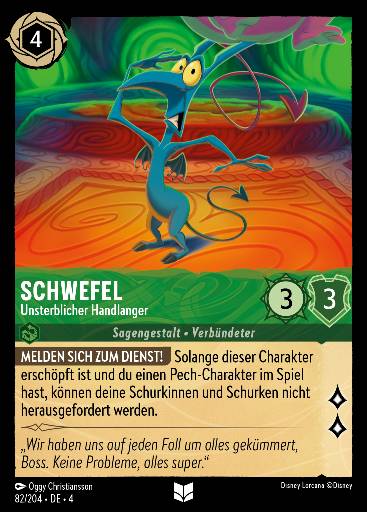 4
SCHWEFEL
Unsterblicher Handlanger
3
3
Sagengestalt • Verbündeter
MELDEN SICH ZUM DIENST! Solange dieser Charakter
erschöpft ist und du einen Pech-Charakter im Spiel
hast, können deine Schurkinnen und Schurken nicht
herausgefordert werden.
„Wir haben uns auf jeden Fall um alles gekümmert,
Boss. Keine Probleme, alles super.“
Oggy Christiansson
82/204 • DE • 4
Disney Lorcana ©Disney